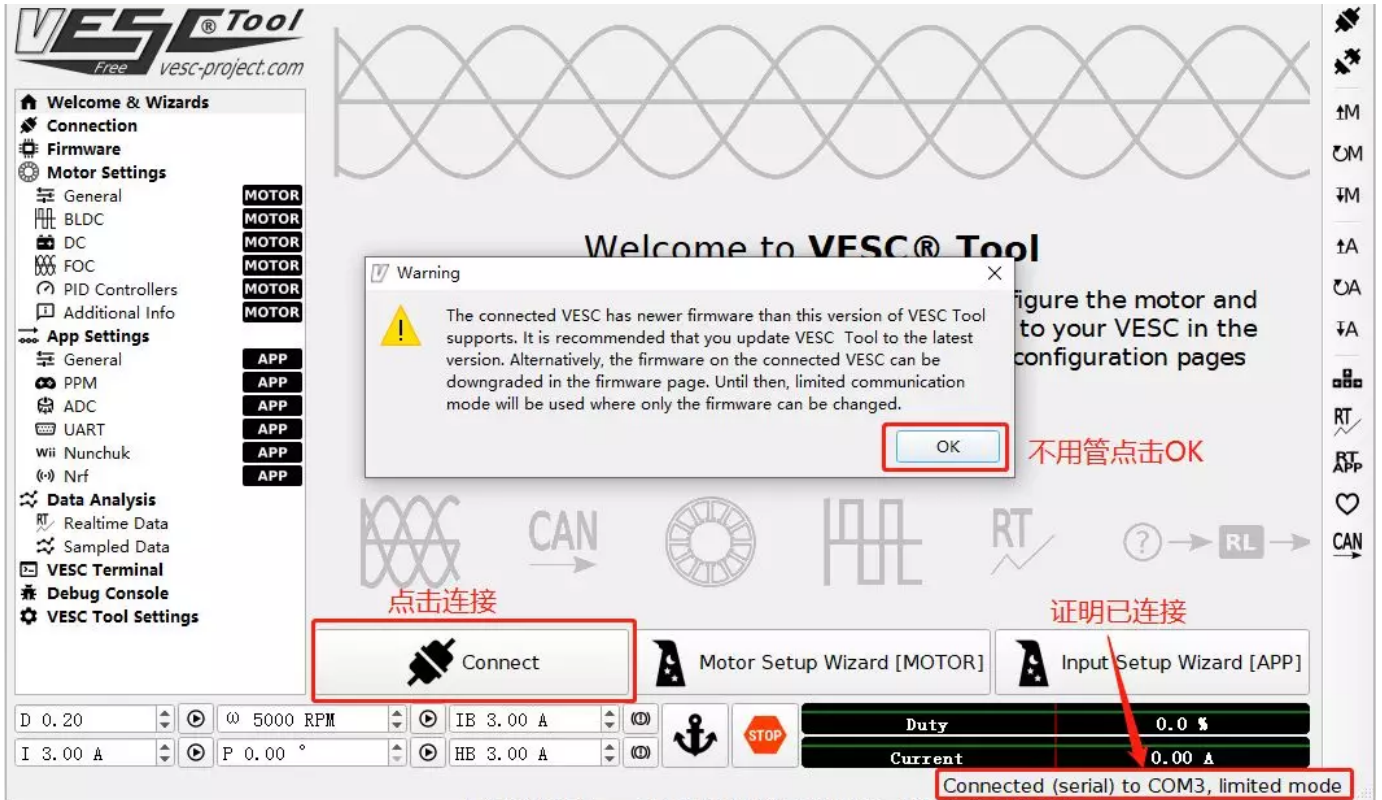 VESC® Tool
Free vesc-project.com
Welcome & Wizards
Connection
Firmware
Motor Settings
General MOTOR
BLDC MOTOR
DC MOTOR
FOC MOTOR
PID Controllers MOTOR
Additional Info MOTOR
App Settings
General APP
PPM APP
ADC APP
UART APP
Wii Nunchuk APP
Nrf APP
Data Analysis
RT Realtime Data
Sampled Data
VESC Terminal
Debug Console
VESC Tool Settings
Welcome to VESC® Tool
figure the motor and
to your VESC in the
configuration pages
Warning
The connected VESC has newer firmware than this version of VESC Tool
supports. It is recommended that you update VESC Tool to the latest
version. Alternatively, the firmware on the connected VESC can be
downgraded in the firmware page. Until then, limited communication
mode will be used where only the firmware can be changed.
OK
不用管点击OK
CAN
RT
?
RL
点击连接
证明已连接
Connect
Motor Setup Wizard [MOTOR]
Input Setup Wizard [APP]
D 0.20
ω 5000 RPM
IB 3.00 A
I 3.00 A
P 0.00 °
HB 3.00 A
STOP
Duty 0.0 %
Current 0.00 A
Connected (serial) to COM3, limited mode
M
M
M
A
A
A
RT
RT
APP
CAN